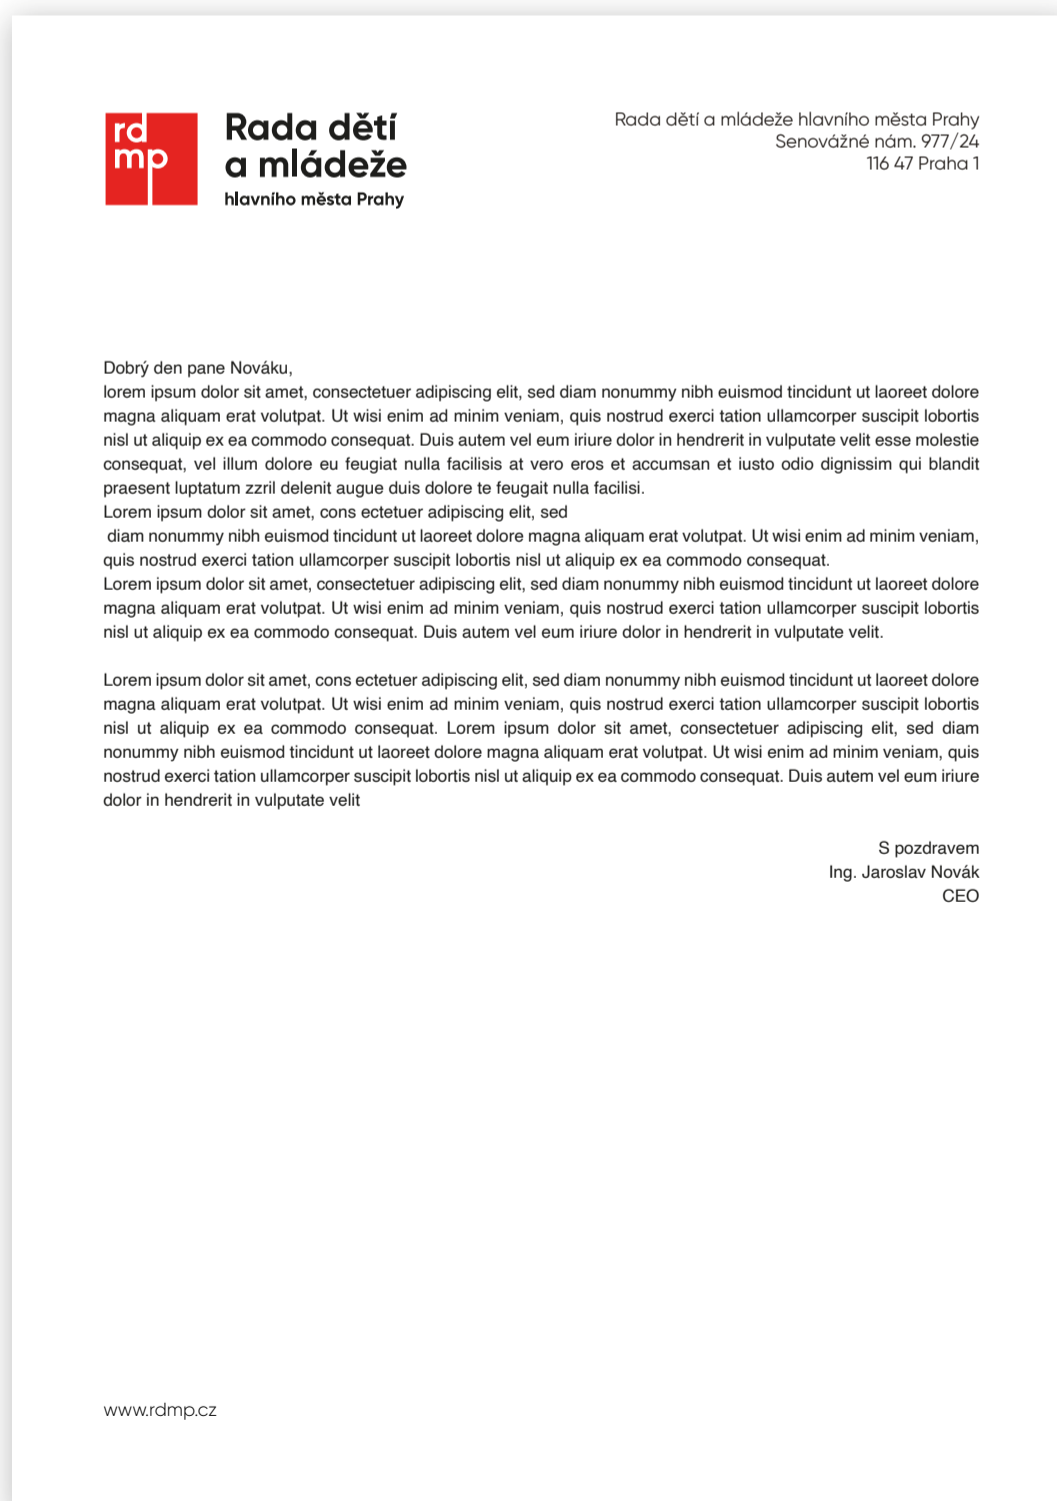 rd
mp
Rada dětí
a mládeže
hlavního města Prahy
Rada dětí a mládeže hlavního města Prahy
Senovážné nám. 977/24
116 47 Praha 1
Dobrý den pane Nováku,
lorem ipsum dolor sit amet, consectetuer adipiscing elit, sed diam nonummy nibh euismod tincidunt ut laoreet dolore
magna aliquam erat volutpat. Ut wisi enim ad minim veniam, quis nostrud exerci tation ullamcorper suscipit lobortis
nisl ut aliquip ex ea commodo consequat. Duis autem vel eum iriure dolor in hendrerit in vulputate velit esse molestie
consequat, vel illum dolore eu feugiat nulla facilisis at vero eros et accumsan et iusto odio dignissim qui blandit
praesent luptatum zzril delenit augue duis dolore te feugait nulla facilisi.
Lorem ipsum dolor sit amet, cons ectetuer adipiscing elit, sed
diam nonummy nibh euismod tincidunt ut laoreet dolore magna aliquam erat volutpat. Ut wisi enim ad minim veniam,
quis nostrud exerci tation ullamcorper suscipit lobortis nisl ut aliquip ex ea commodo consequat.
Lorem ipsum dolor sit amet, consectetuer adipiscing elit, sed diam nonummy nibh euismod tincidunt ut laoreet dolore
magna aliquam erat volutpat. Ut wisi enim ad minim veniam, quis nostrud exerci tation ullamcorper suscipit lobortis
nisl ut aliquip ex ea commodo consequat. Duis autem vel eum iriure dolor in hendrerit in vulputate velit.
Lorem ipsum dolor sit amet, cons ectetuer adipiscing elit, sed diam nonummy nibh euismod tincidunt ut laoreet dolore
magna aliquam erat volutpat. Ut wisi enim ad minim veniam, quis nostrud exerci tation ullamcorper suscipit lobortis
nisl ut aliquip ex ea commodo consequat. Lorem ipsum dolor sit amet, consectetuer adipiscing elit, sed diam
nonummy nibh euismod tincidunt ut laoreet dolore magna aliquam erat volutpat. Ut wisi enim ad minim veniam, quis
nostrud exerci tation ullamcorper suscipit lobortis nisl ut aliquip ex ea commodo consequat. Duis autem vel eum iriure
dolor in hendrerit in vulputate velit
S pozdravem
Ing. Jaroslav Novák
CEO
www.rdmp.cz